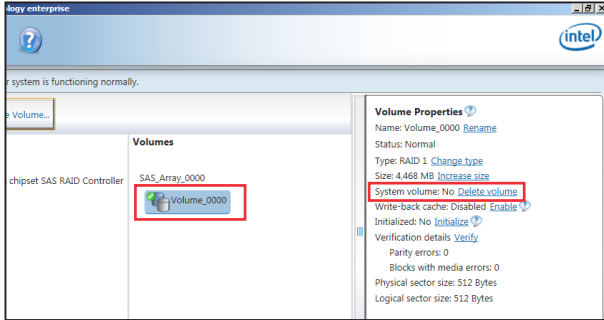 ology enterprise
?
intel
r system is functioning normally.
e Volume...
Volumes
chipset SAS RAID Controller
SAS_Array_0000
Volume_0000
Volume Properties ?
Name: Volume_0000 Rename
Status: Normal
Type: RAID 1 Change type
Size: 4,468 MB Increase size
System volume: No Delete volume
Write-back cache: Disabled Enable ?
Initialized: No Initialize ?
Verification details Verify
Parity errors: 0
Blocks with media errors: 0
Physical sector size: 512 Bytes
Logical sector size: 512 Bytes